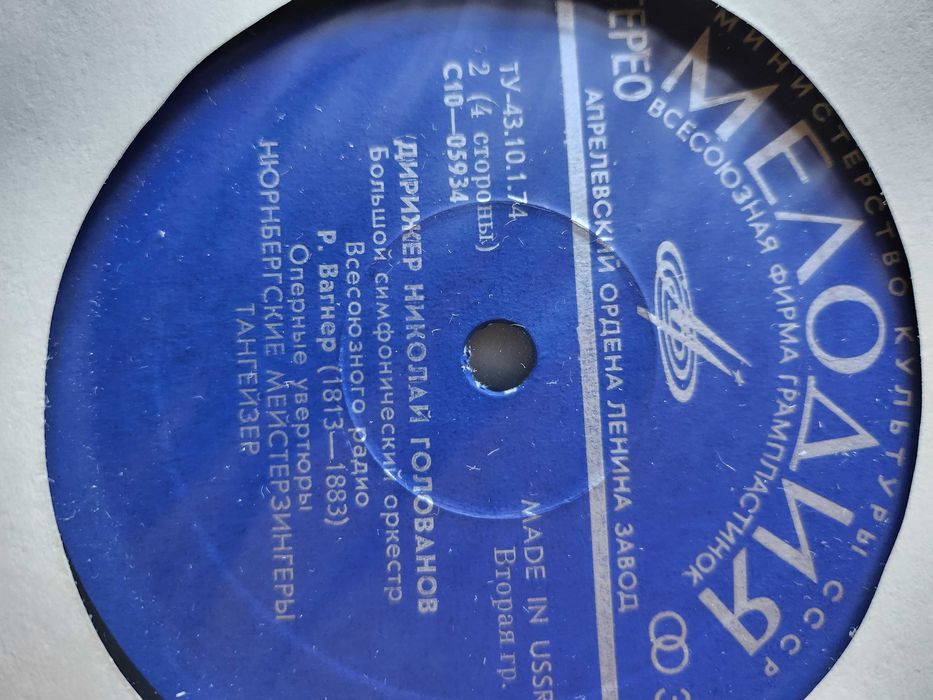 МИНИСТЕРСТВО КУЛЬТУРЫ СССР
МЕЛОДИЯ
ВСЕСОЮЗНАЯ ФИРМА ГРАМПЛАСТИНОК
ТЕРЕО
3
АПРЕЛЕВСКИЙ ОРДЕНА ЛЕНИНА ЗАВОД
ТУ-43.10.1.74
MADE IN USSR
2 (4 стороны)
Вторая гр.
С10—05934
ДИРИЖЕР НИКОЛАЙ ГОЛОВАНОВ
Большой симфонический оркестр
Всесоюзного радио
Р. Вагнер (1813—1883)
Оперные увертюры
НЮРНБЕРГСКИЕ МЕЙСТЕРЗИНГЕРЫ
ТАНГЕЙЗЕР